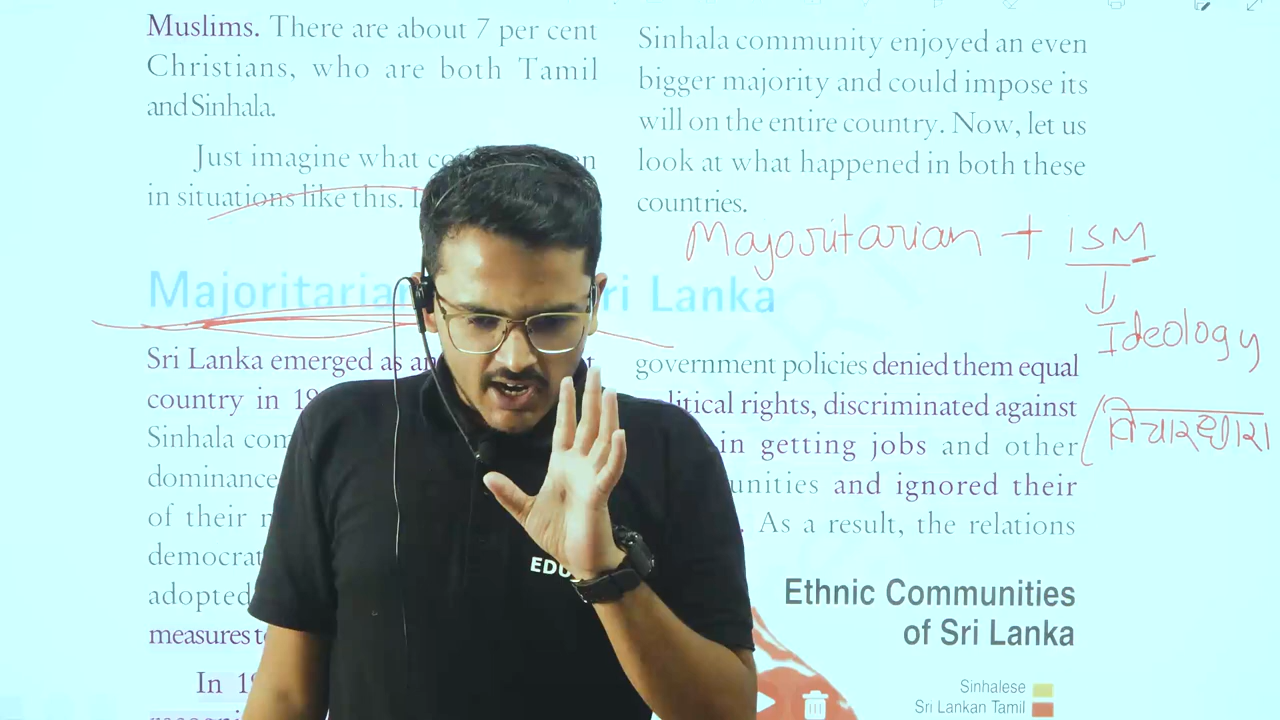 Muslims. There are about 7 per cent
Christians, who are both Tamil
and Sinhala.
Just imagine what
in situations like this.
Sinhala community enjoyed an even
bigger majority and could impose its
will on the entire country. Now, let us
look at what happened in both these
countries.
Majoritarian + ism
Ideology
(विचारधारा
Majoritarian ri Lanka
Sri Lanka emerged as an
country in 19
Sinhala com
dominance
of their
democrat
adopted
measures to
In 19
government policies denied them equal
litical rights, discriminated against
in getting jobs and other
unities and ignored their
. As a result, the relations
EDU
Ethnic Communities
of Sri Lanka
Sinhalese
Sri Lankan Tamil